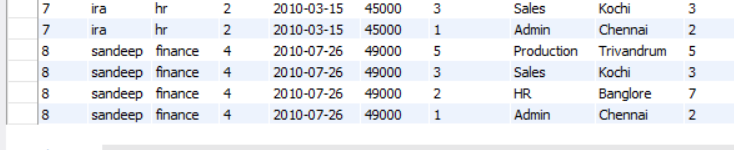 7 ira hr 2 2010-03-15 45000 3 Sales Kochi 3
7 ira hr 2 2010-03-15 45000 1 Admin Chennai 2
8 sandeep finance 4 2010-07-26 49000 5 Production Trivandrum 5
8 sandeep finance 4 2010-07-26 49000 3 Sales Kochi 3
8 sandeep finance 4 2010-07-26 49000 2 HR Banglore 7
8 sandeep finance 4 2010-07-26 49000 1 Admin Chennai 2